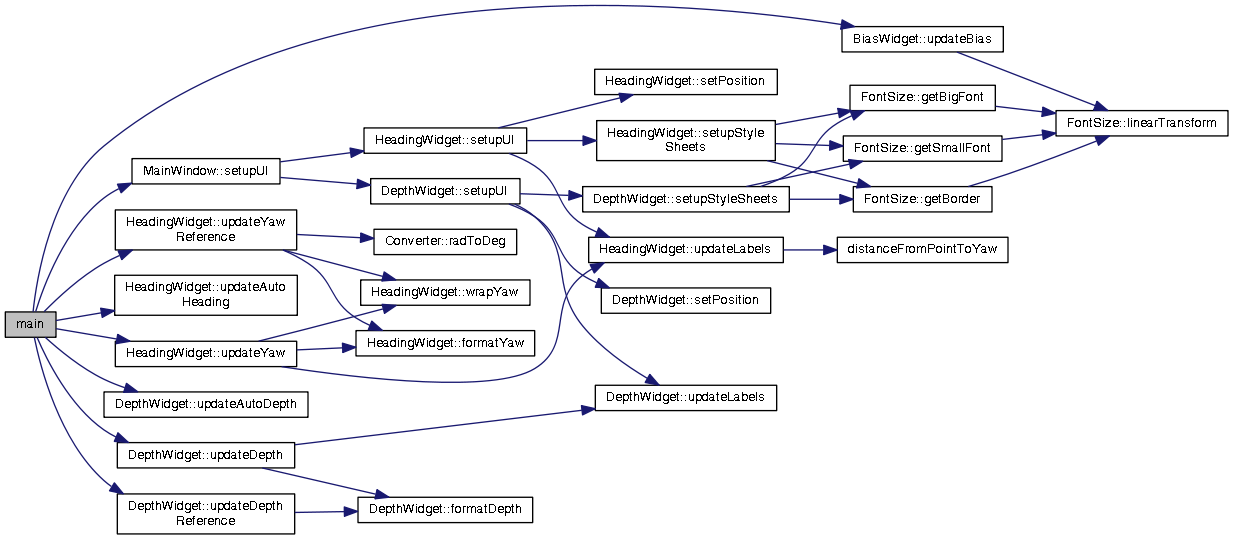 main
BiasWidget::updateBias
MainWindow::setupUI
HeadingWidget::updateYaw
Reference
HeadingWidget::updateAuto
Heading
HeadingWidget::updateYaw
DepthWidget::updateAutoDepth
DepthWidget::updateDepth
DepthWidget::updateDepth
Reference
HeadingWidget::setupUI
DepthWidget::setupUI
Converter::radToDeg
HeadingWidget::wrapYaw
HeadingWidget::formatYaw
DepthWidget::formatDepth
HeadingWidget::setPosition
HeadingWidget::setupStyle
Sheets
DepthWidget::setupStyleSheets
HeadingWidget::updateLabels
DepthWidget::setPosition
DepthWidget::updateLabels
FontSize::getBigFont
FontSize::getSmallFont
FontSize::getBorder
distanceFromPointToYaw
FontSize::linearTransform